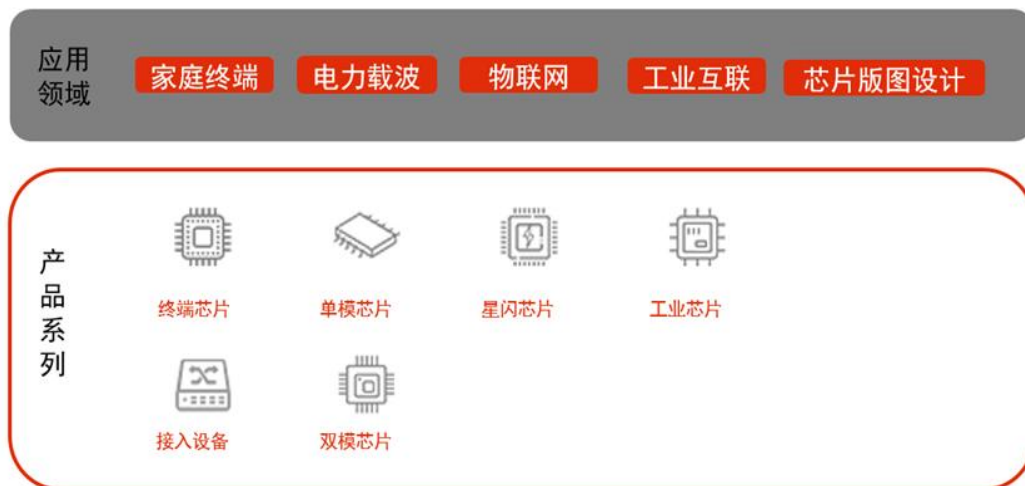 应用
领域
家庭终端 电力载波 物联网 工业互联 芯片版图设计
产
品
系
列
终端芯片 单模芯片 星闪芯片 工业芯片
接入设备 双模芯片